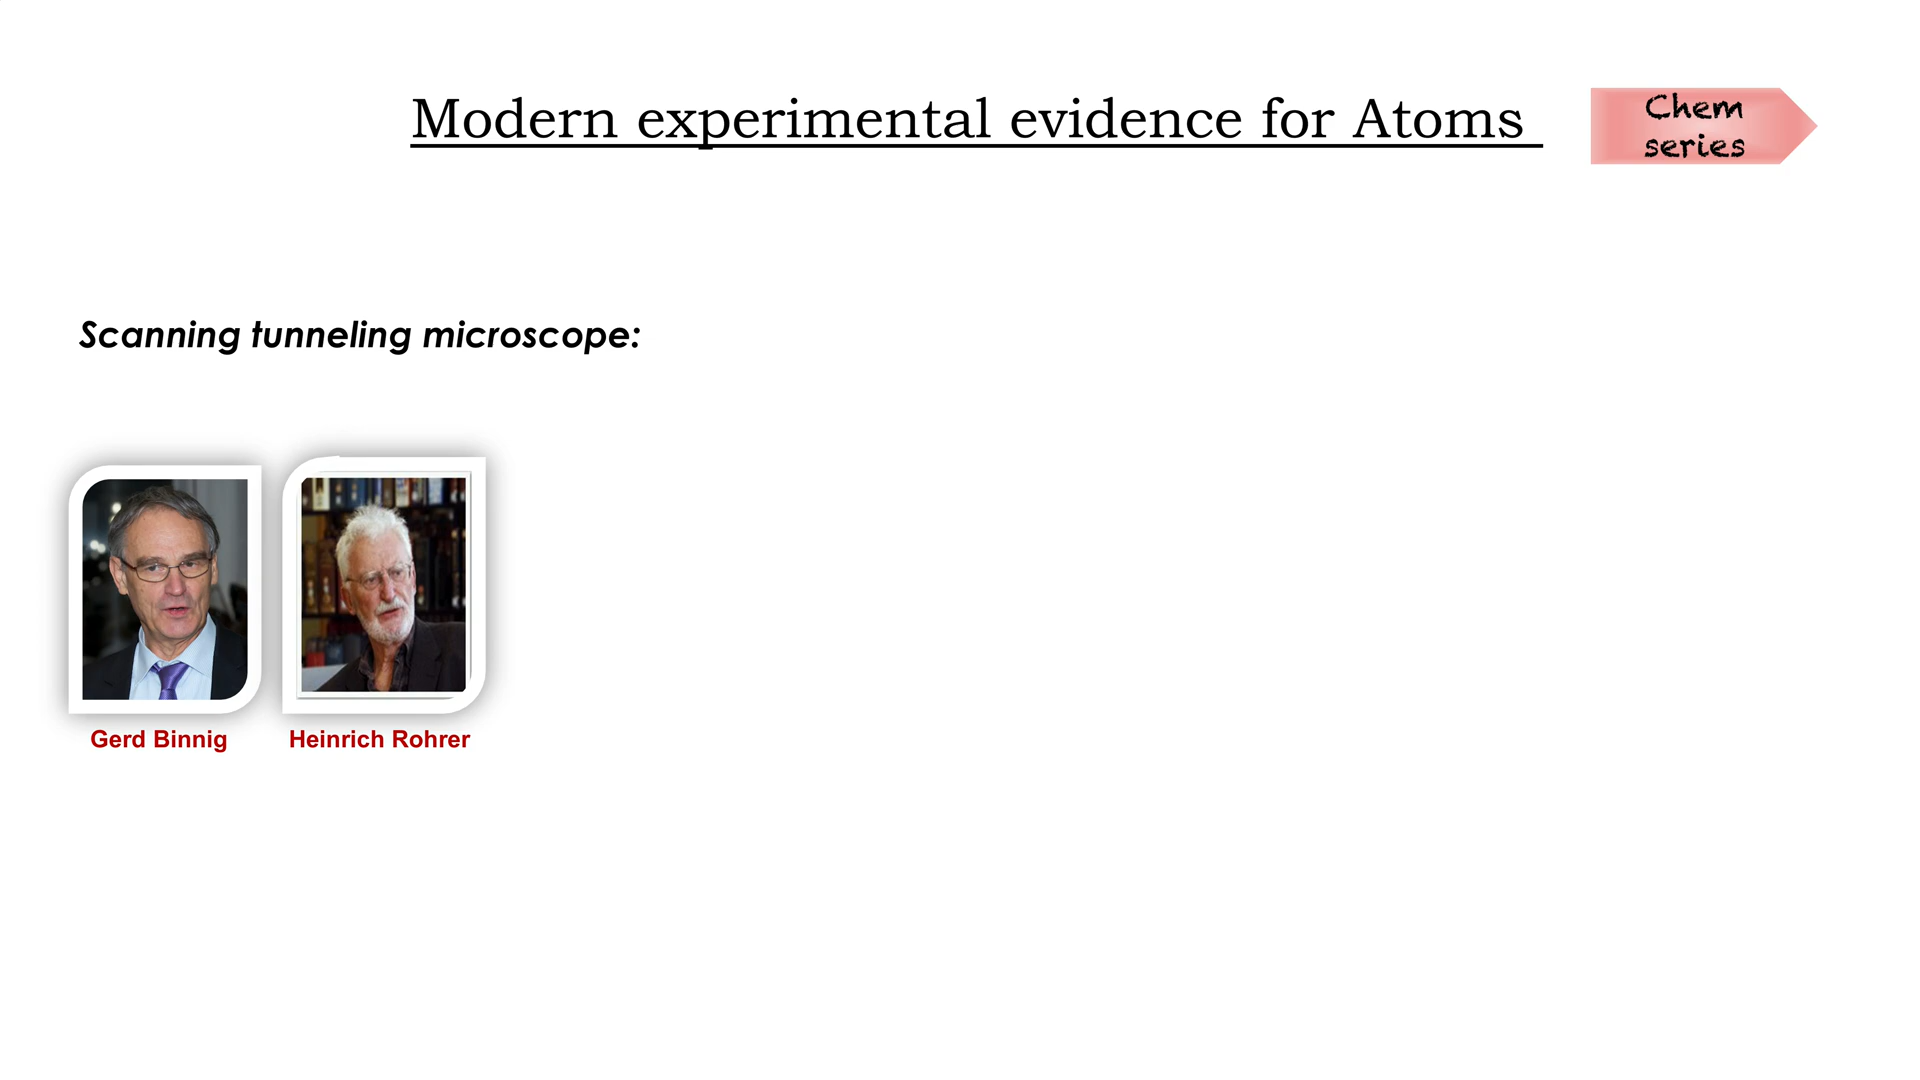 Modern experimental evidence for Atoms
Chem
series
Scanning tunneling microscope:
Gerd Binnig
Heinrich Rohrer